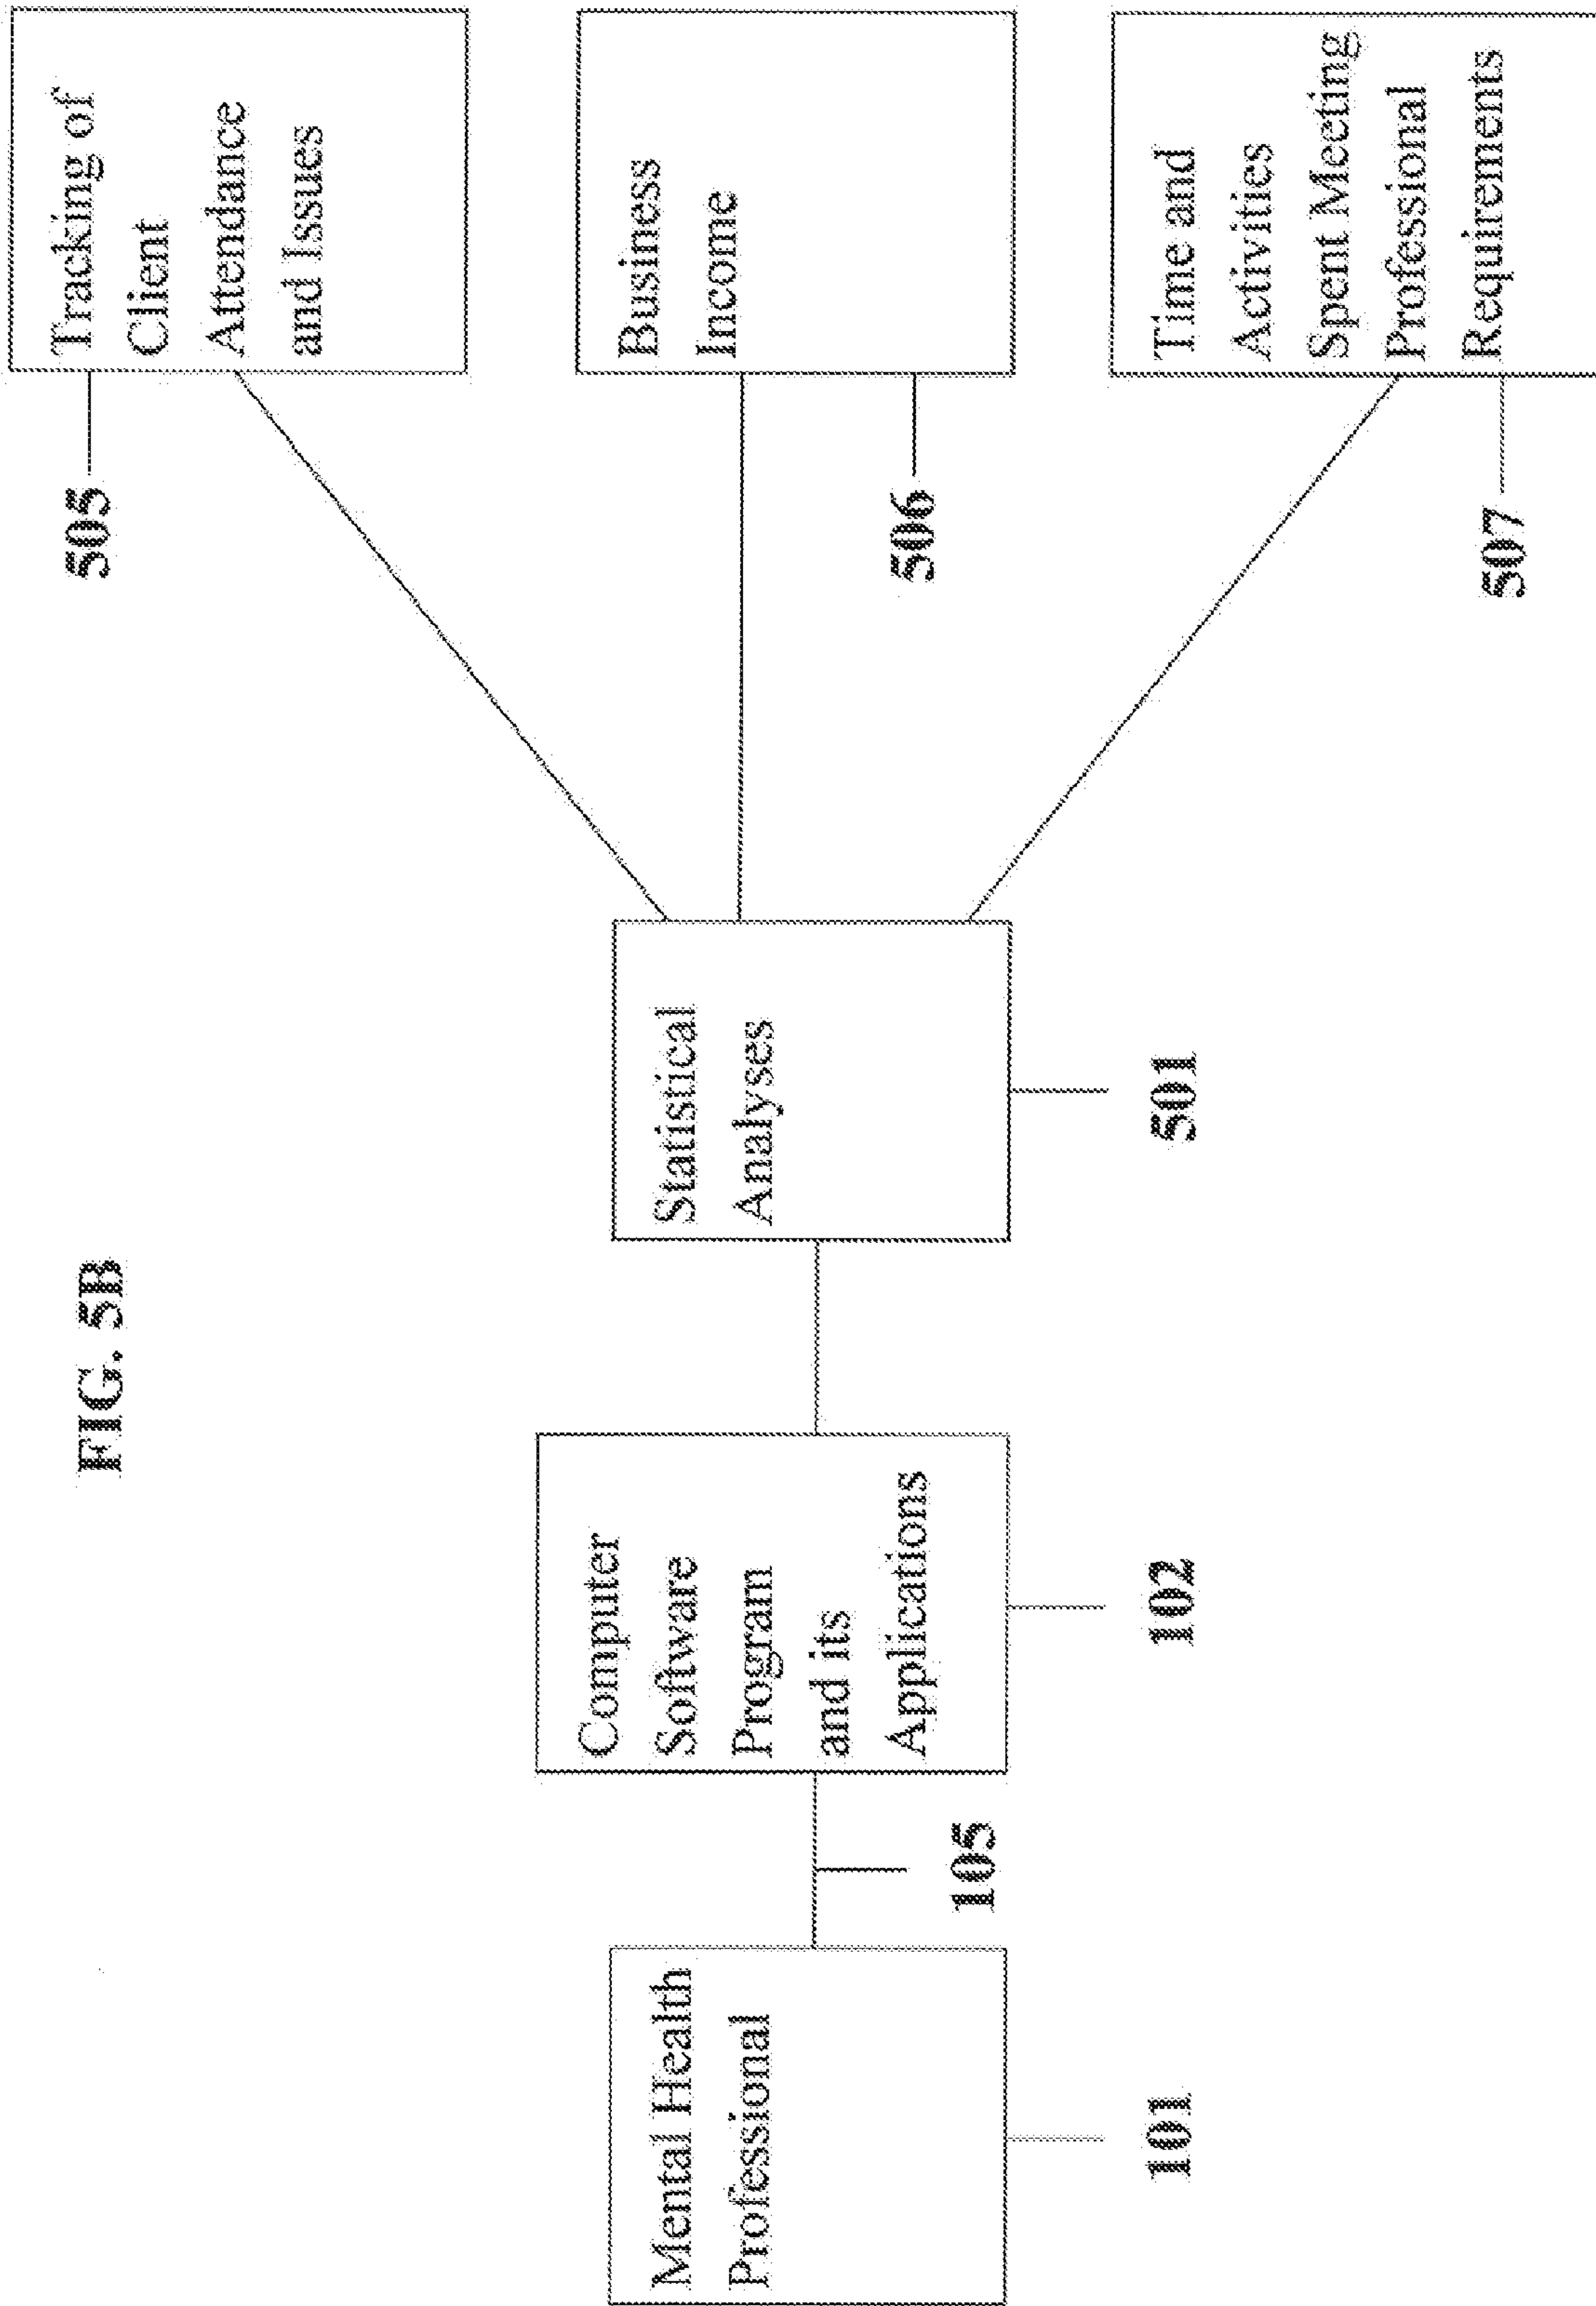 FIG. 5B
Mental Health
Professional
101
105
Computer
Software
Program
and its
Applications
102
Statistical
Analyses
501
Tracking of
Client
Attendance
and Issues
505
Business
Income
506
Time and
Activities
Spent Meeting
Professional
Requirements
507